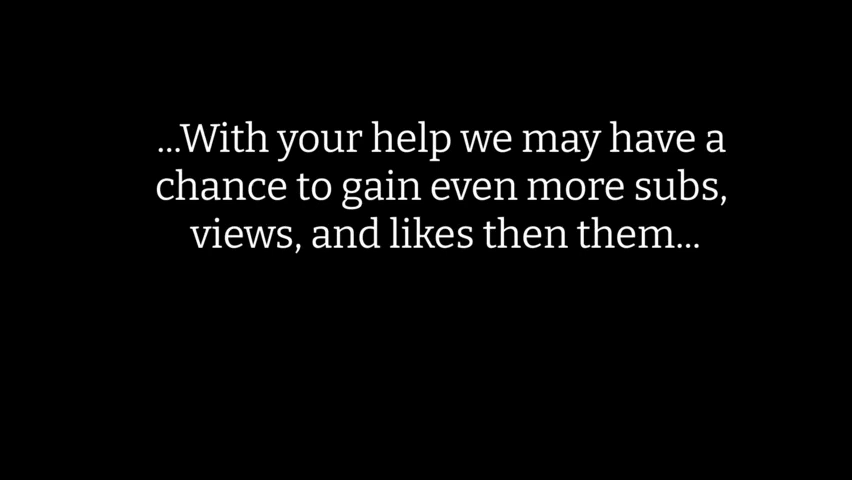 ...With your help we may have a
chance to gain even more subs,
views, and likes then them...